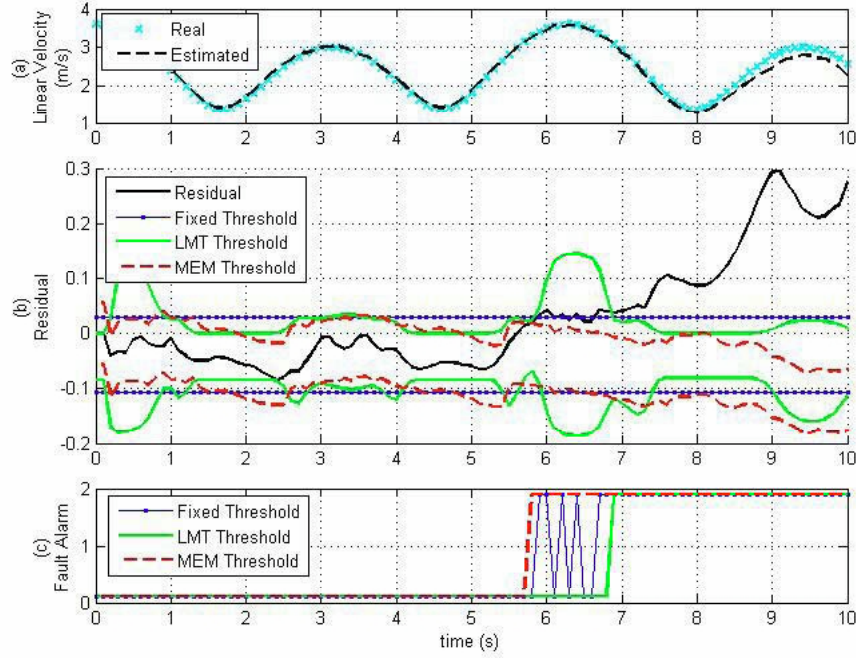 (a)
Linear Velocity
(m/s)
4
3
2
1
Real
Estimated
0 1 2 3 4 5 6 7 8 9 10
(b)
Residual
0.3
0.2
0.1
0
-0.1
-0.2
Residual
Fixed Threshold
LMT Threshold
MEM Threshold
0 1 2 3 4 5 6 7 8 9 10
(c)
Fault Alarm
2
1
0
Fixed Threshold
LMT Threshold
MEM Threshold
0 1 2 3 4 5 6 7 8 9 10
time (s)